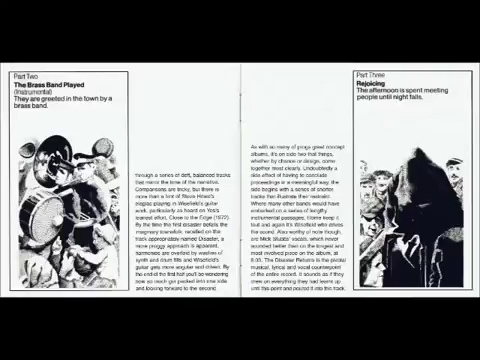 Part Two
The Brass Band Played
(Instrumental)
They are greeted in the town by a
brass band.
through a series of deft, balanced tracks
that mirror the tone of the narrative.
Comparisons are tricky, but there is
more than a hint of Steve Howe's
playing in Weafield's guitar
work, particularly as heard on Yes's
Close to the Edge (1972).
By the time the first disaster befalls the
imaginary townfolk, recalled on the
track appropriately named Disaster, a
more proggy approach is apparent,
harmonies are overlaid by washes of
synth and drum fills and Weafield's
guitar gets more angular and driven. By
the end of the first half you'll be wondering
how so much got packed into one side
and looking forward to the second
As with so many of progs great concept
albums, it's on side two that things,
whether by chance or design, come
together most clearly. Undoubtedly a
side effect of having to conclude
proceedings in a meaningful way, the
side begins with a series of shorter
tracks that illustrate their restraint.
Where many other bands would have
embarked on a series of lengthy
instrumental passages, Home keep it
taut and again it's Weafield who drives
the sound. Also worthy of note though,
are Mick Stubbs' vocals, which never
sounded better than on the longest and
most involved piece on the album, at
The Disaster Returns is the pivotal
musical, lyrical and vocal counterpoint
of the entire record. It sounds as if they
drew on everything they had learnt up
until this point and poured it into the track.
Part Three
Rejoicing
The afternoon is spent meeting
people until night falls.